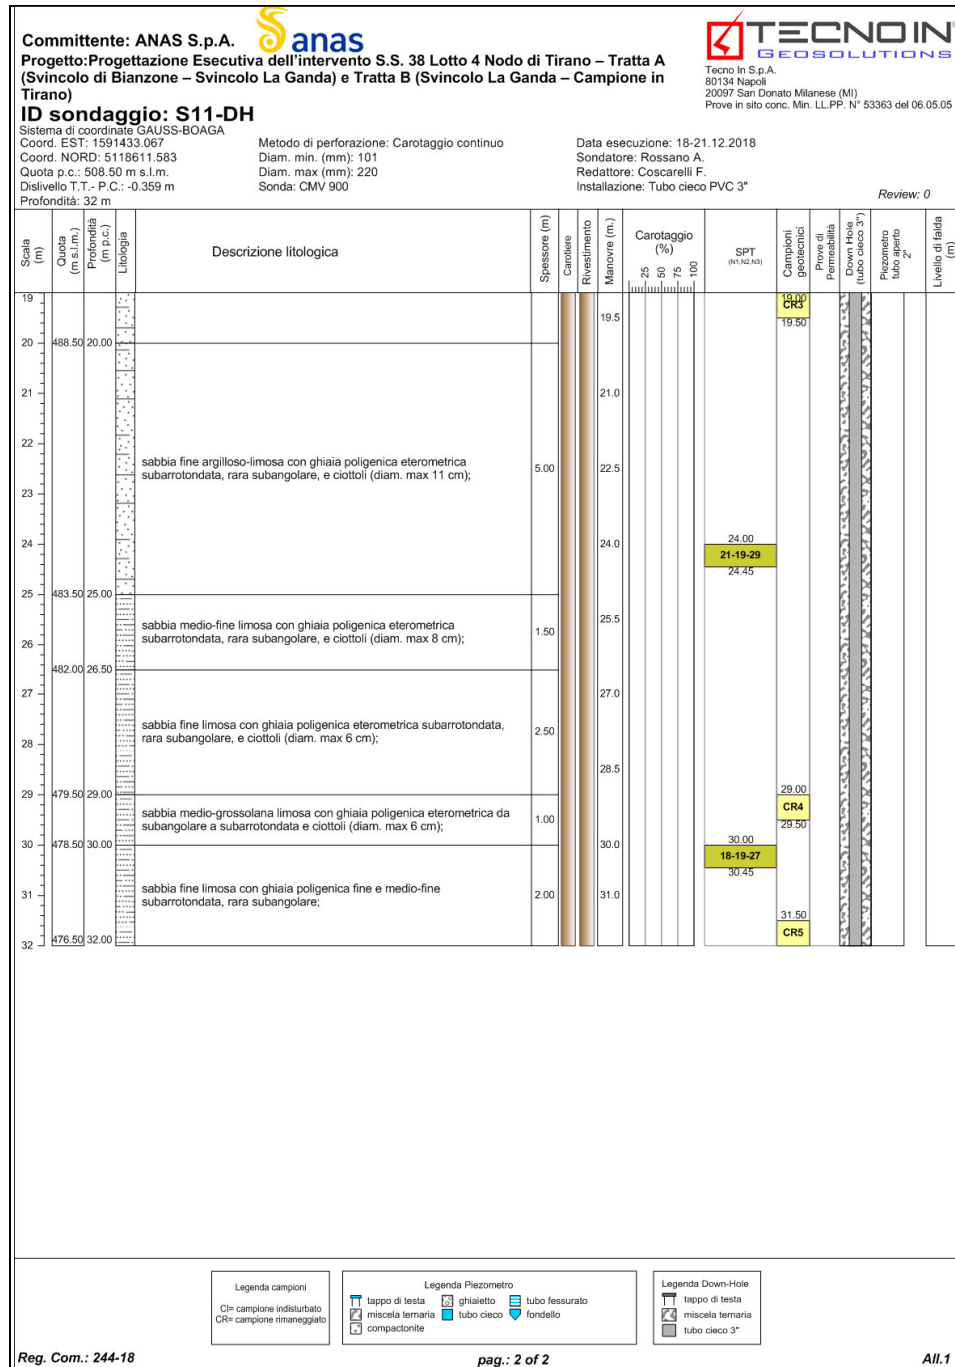 Committente: ANAS S.p.A.
anas
Progetto:Progettazione Esecutiva dell'intervento S.S. 38 Lotto 4 Nodo di Tirano – Tratta A
(Svincolo di Bianzone – Svincolo La Ganda) e Tratta B (Svincolo La Ganda – Campione in
Tirano)
TECNOIN
GEOSOLUTIONS
Tecno In S.p.A.
80134 Napoli
20097 San Donato Milanese (MI)
Prove in sito conc. Min. LL.PP. N° 53363 del 06.05.05
ID sondaggio: S11-DH
Sistema di coordinate GAUSS-BOAGA
Coord. EST: 1591433.067
Coord. NORD: 5118611.583
Quota p.c.: 508.50 m s.l.m.
Dislivello T.T.- P.C.: -0.359 m
Profondità: 32 m
Metodo di perforazione: Carotaggio continuo
Diam. min. (mm): 101
Diam. max (mm): 220
Sonda: CMV 900
Data esecuzione: 18-21.12.2018
Sondatore: Rossano A.
Redattore: Coscarelli F.
Installazione: Tubo cieco PVC 3"
Review: 0
Scala
(m)
Quota
(m s.l.m.)
Profondità
(m p.c.)
Litologia
Descrizione litologica
Spessore (m)
Carotiere
Rivestimento
Manovre (m.)
Carotaggio
(%)
25 50 75 100
SPT
(N1,N2,N3)
Campioni
geotecnici
Prove di
Permeabilità
Down Hole
(tubo cieco 3")
Piezometro
tubo aperto
2"
Livello di falda
(m)
19
19.00
CR3
19.50
19.5
20 488.50 20.00
21 21.0
22
sabbia fine argilloso-limosa con ghiaia poligenica eterometrica
subarrotondata, rara subangolare, e ciottoli (diam. max 11 cm);
5.00 22.5
23
24 24.0
24.00
21-19-29
24.45
25 483.50 25.00
sabbia medio-fine limosa con ghiaia poligenica eterometrica
subarrotondata, rara subangolare, e ciottoli (diam. max 8 cm);
1.50 25.5
26
482.00 26.50
27 27.0
sabbia fine limosa con ghiaia poligenica eterometrica subarrotondata,
rara subangolare, e ciottoli (diam. max 6 cm);
2.50
28
28.5
29 479.50 29.00
29.00
CR4
29.50
sabbia medio-grossolana limosa con ghiaia poligenica eterometrica da
subangolare a subarrotondata e ciottoli (diam. max 6 cm);
1.00
30 478.50 30.00 30.0
30.00
18-19-27
30.45
sabbia fine limosa con ghiaia poligenica fine e medio-fine
subarrotondata, rara subangolare;
31 2.00 31.0
31.50
CR5
32 476.50 32.00
Legenda campioni
CI= campione indisturbato
CR= campione rimaneggiato
Legenda Piezometro
tappo di testa ghiaietto tubo fessurato
miscela ternaria tubo cieco fondello
compactonite
Legenda Down-Hole
tappo di testa
miscela ternaria
tubo cieco 3"
Reg. Com.: 244-18
pag.: 2 of 2
All.1